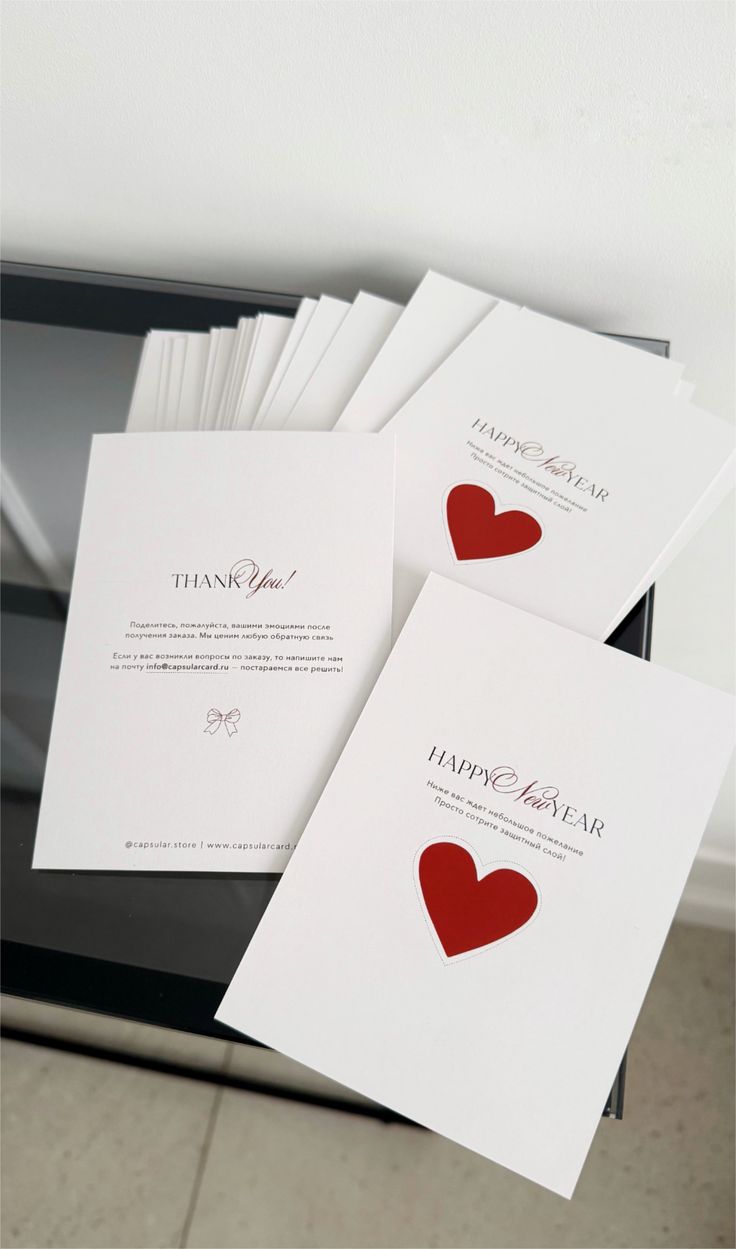 HAPPY New YEAR
Ниже вас ждет небольшое пожелание
Просто сотрите защитный слой!
THANK You!
Поделитесь, пожалуйста, вашими эмоциями после
получения заказа. Мы ценим любую обратную связь
Если у вас возникли вопросы по заказу, то напишите нам
на почту info@capsularcard.ru — постараемся все решить!
@capsular.store | www.capsularcard.r
HAPPY New YEAR
Ниже вас ждет небольшое пожелание
Просто сотрите защитный слой!